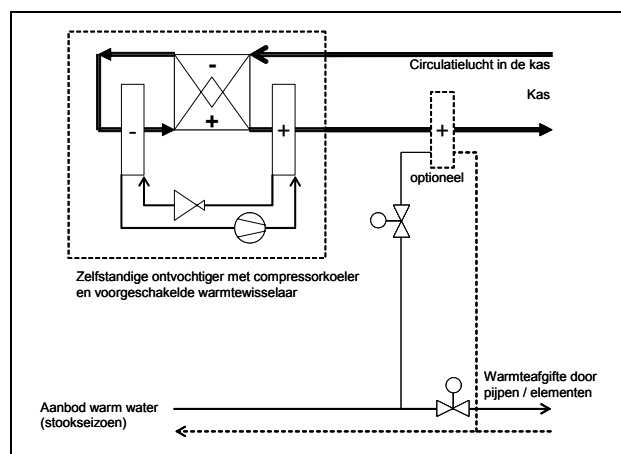 -
+
-
+
Circulatielucht in de kas
Kas
+
optioneel
Zelfstandige ontvochtiger met compressorkoeler
en voorgeschakelde warmtewisselaar
Warmteafgifte door
pijpen / elementen
Aanbod warm water
(stookseizoen)